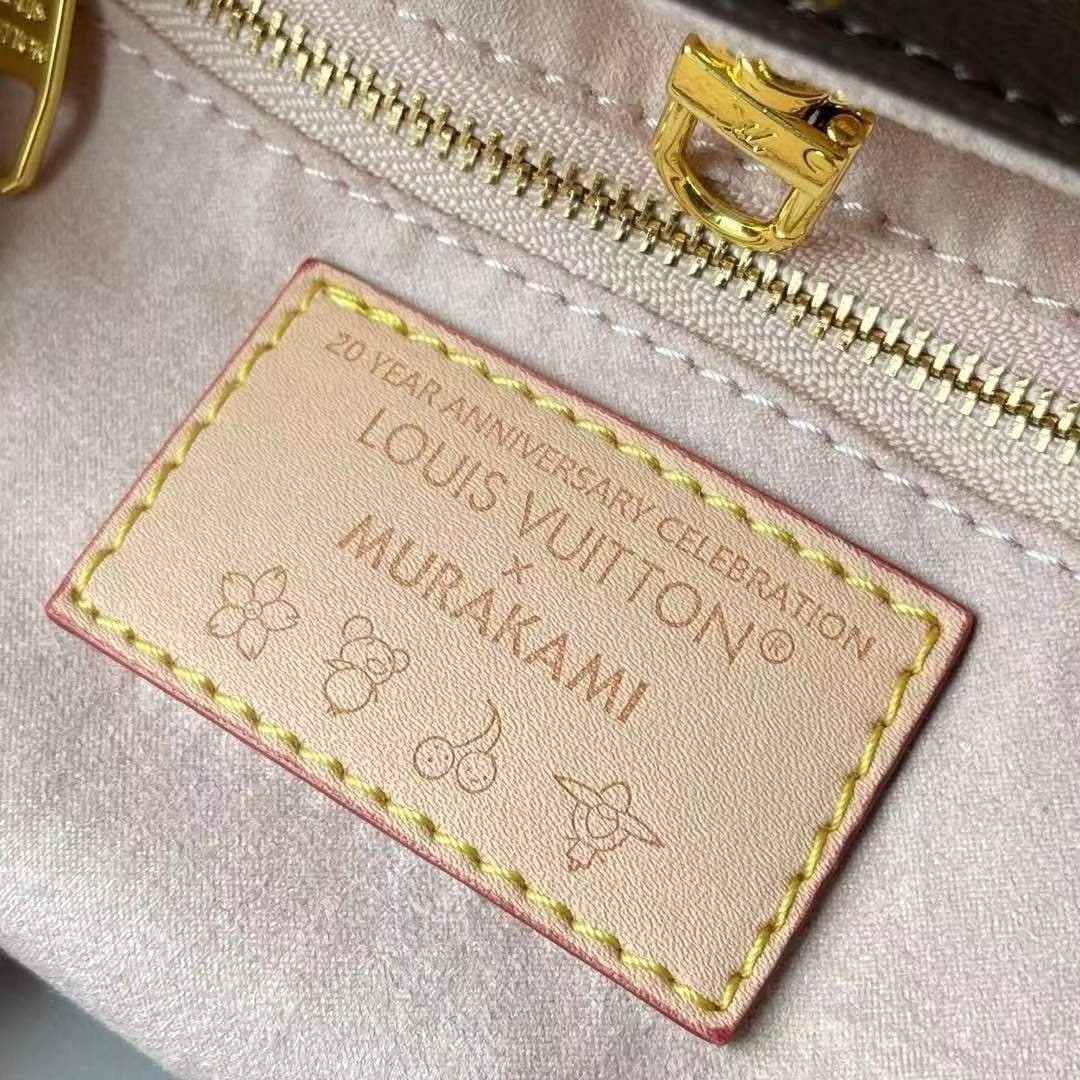 20 YEAR ANNIVERSARY CELEBRATION
LOUIS VUITTON®
×
MURAKAMI